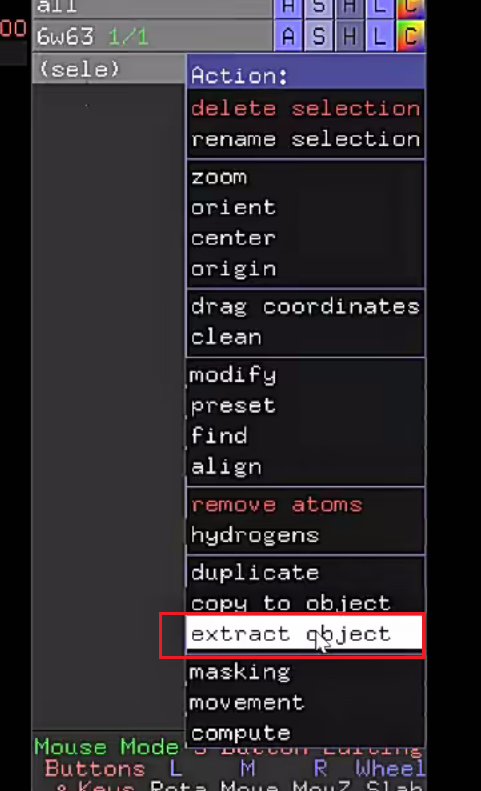 all A S H L C
00
6w63 1/1 A S H L C
(sele)
Action:
delete selection
rename selection
zoom
orient
center
origin
drag coordinates
clean
modify
preset
find
align
remove atoms
hydrogens
duplicate
copy to object
extract object
masking
movement
compute
Mouse Mode 3-Button Editing
Buttons L M R Wheel
& Keys Rota Move MovZ Slab